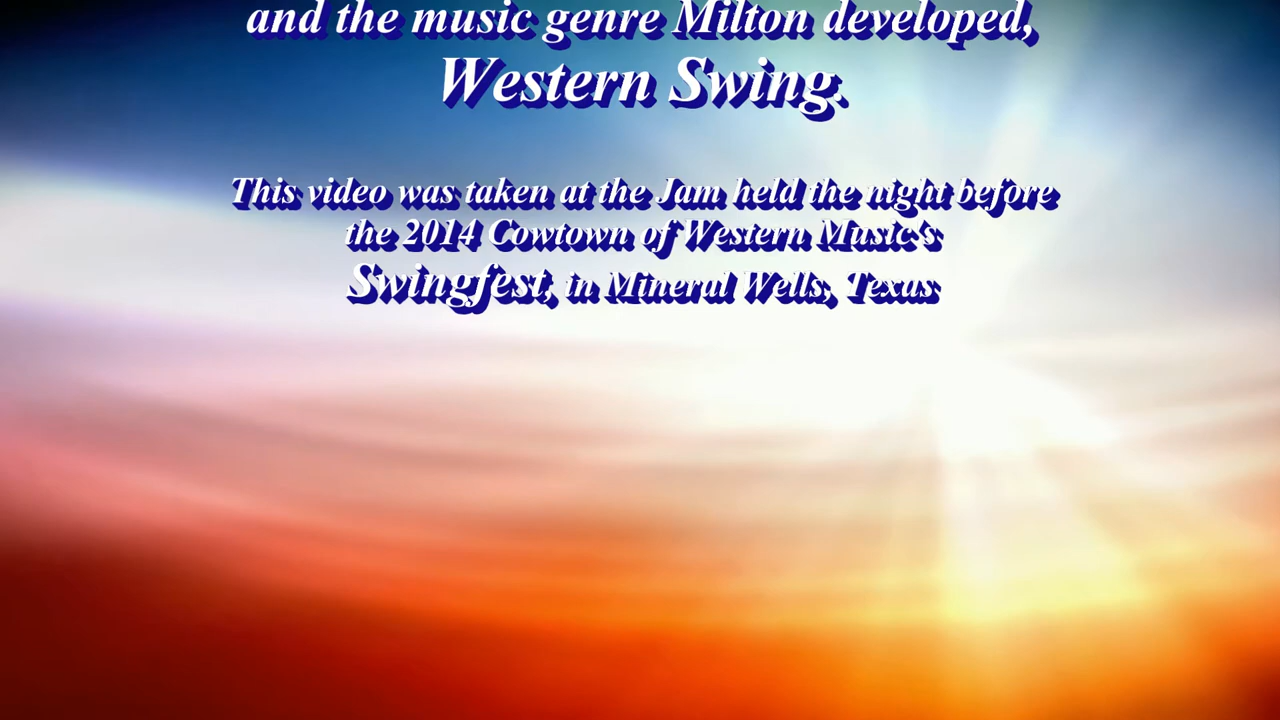 and the music genre Milton developed,
Western Swing.
This video was taken at the Jam held the night before
the 2014 Cowtown of Western Music's
Swingfest, in Mineral Wells, Texas